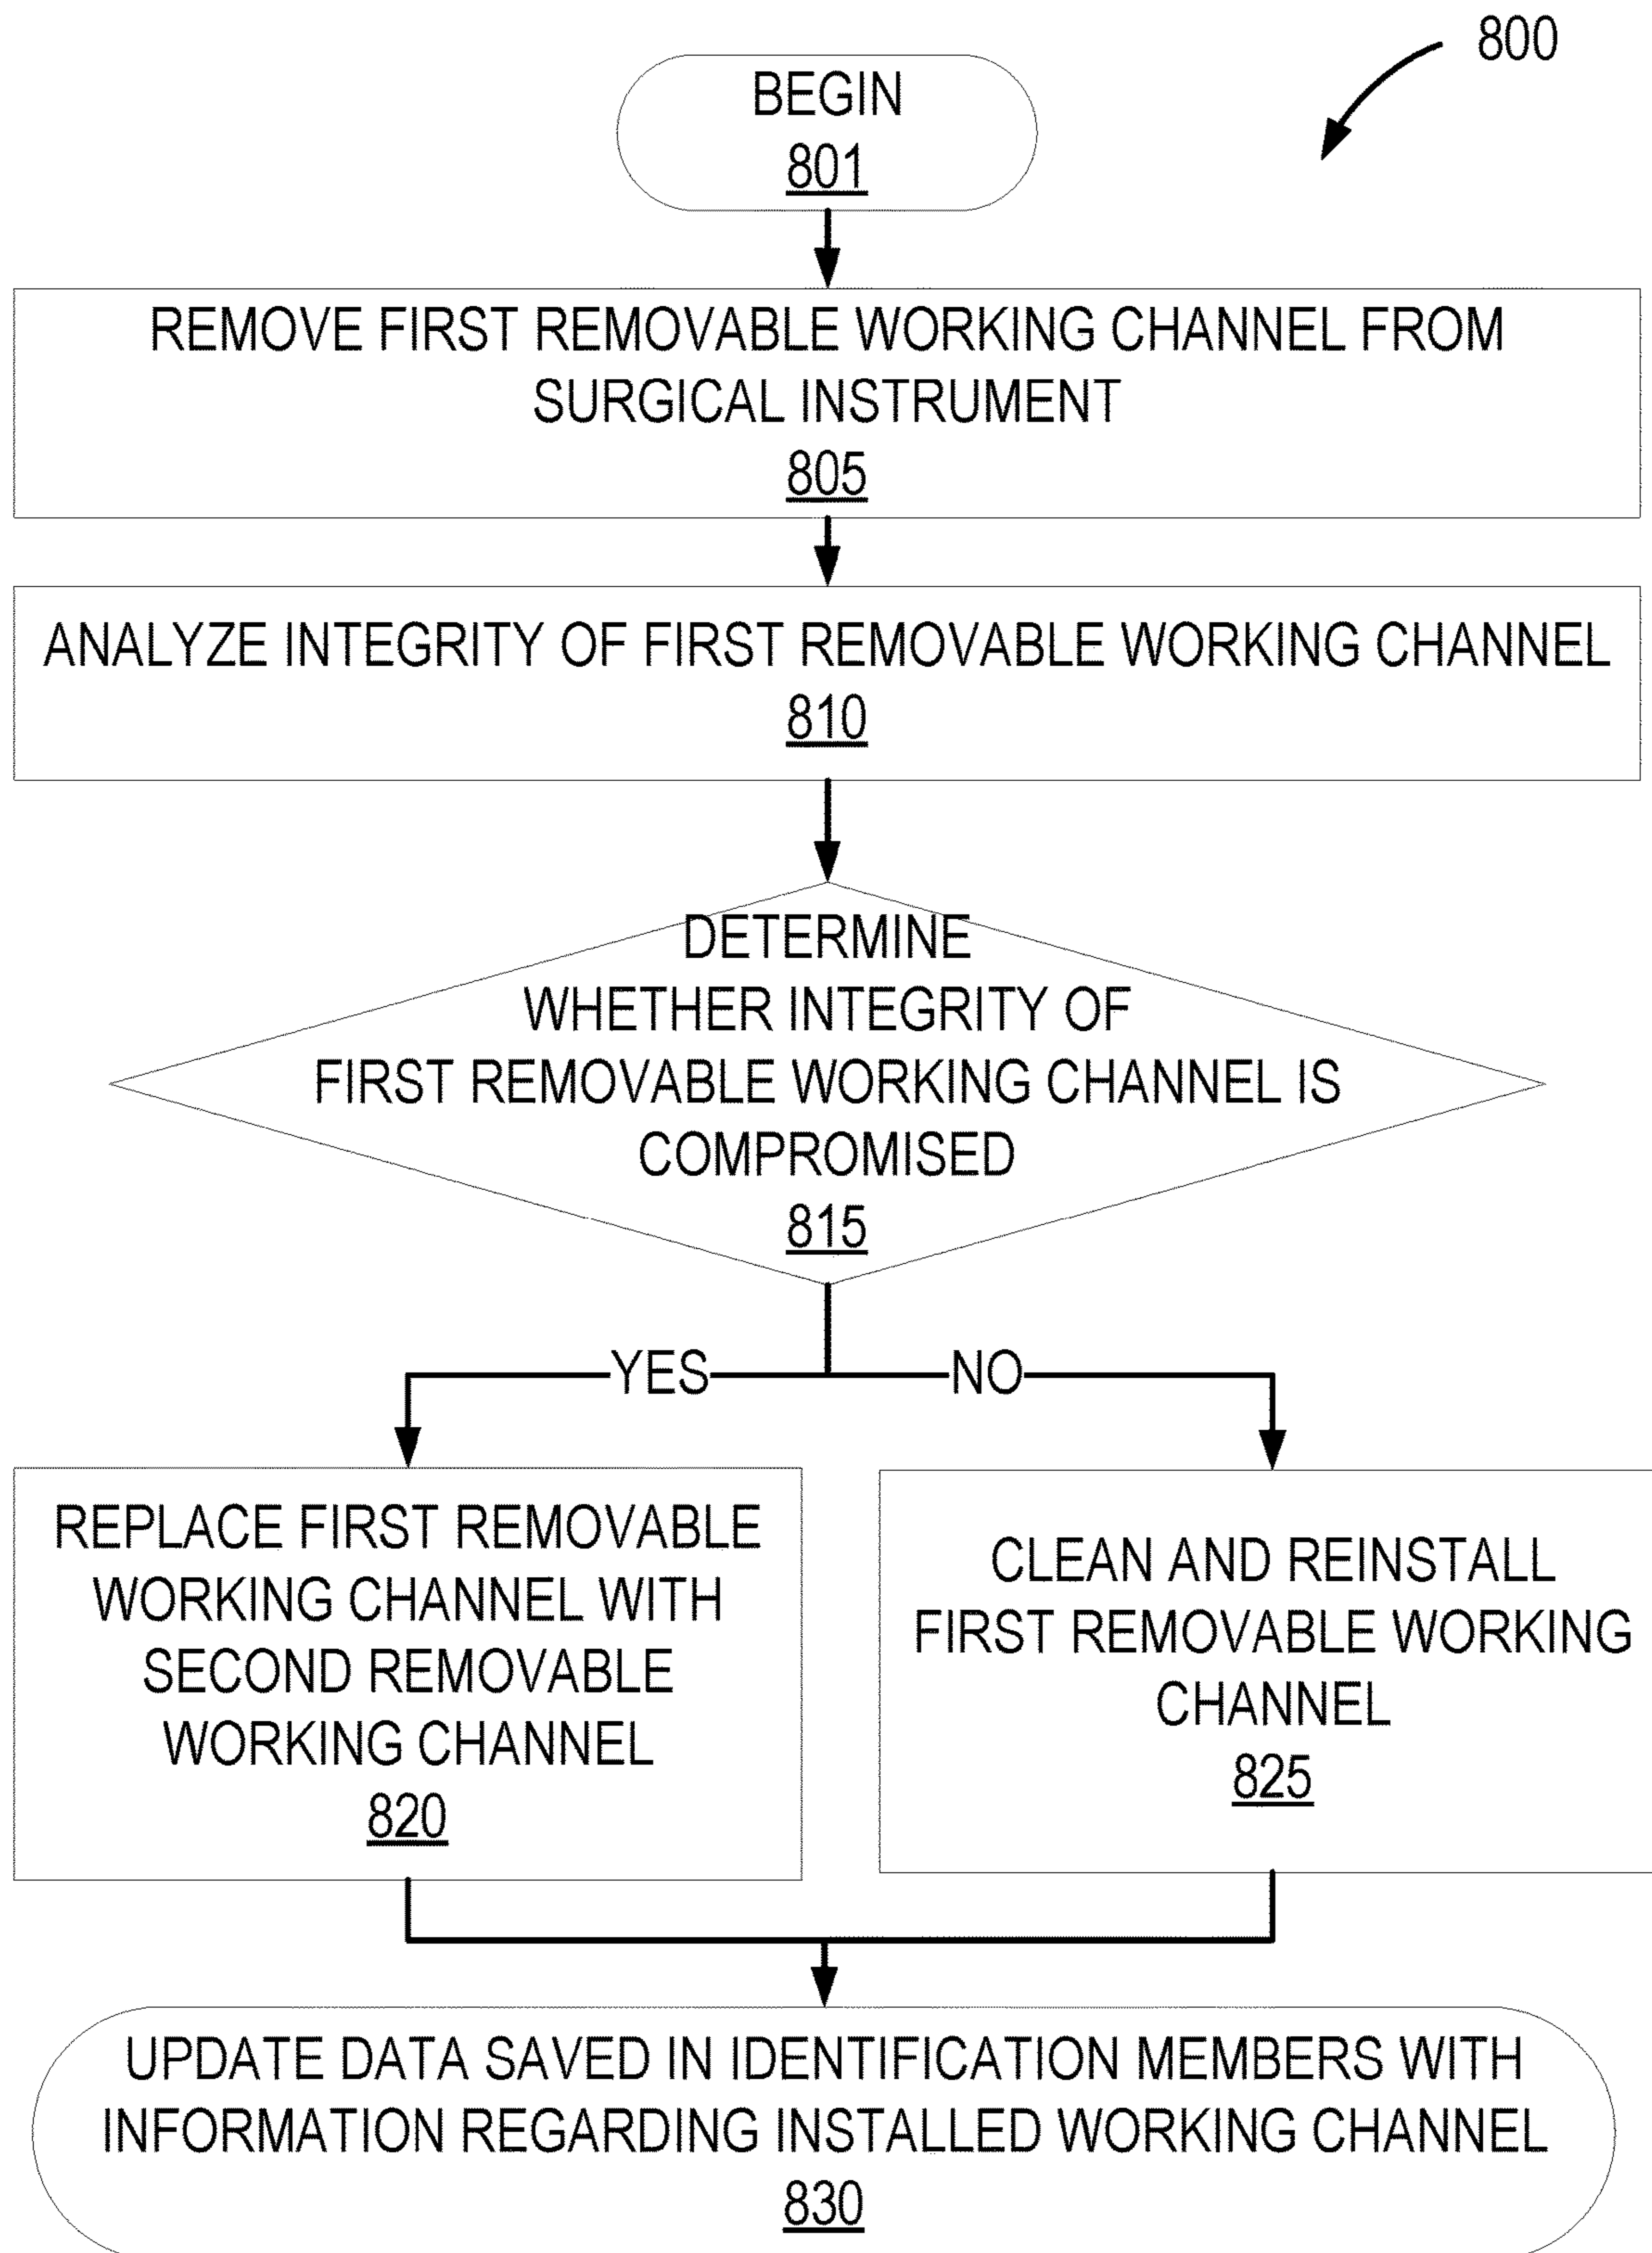 800
BEGIN
801
REMOVE FIRST REMOVABLE WORKING CHANNEL FROM
SURGICAL INSTRUMENT
805
ANALYZE INTEGRITY OF FIRST REMOVABLE WORKING CHANNEL
810
DETERMINE
WHETHER INTEGRITY OF
FIRST REMOVABLE WORKING CHANNEL IS
COMPROMISED
815
YES
NO
REPLACE FIRST REMOVABLE
WORKING CHANNEL WITH
SECOND REMOVABLE
WORKING CHANNEL
820
CLEAN AND REINSTALL
FIRST REMOVABLE WORKING
CHANNEL
825
UPDATE DATA SAVED IN IDENTIFICATION MEMBERS WITH
INFORMATION REGARDING INSTALLED WORKING CHANNEL
830